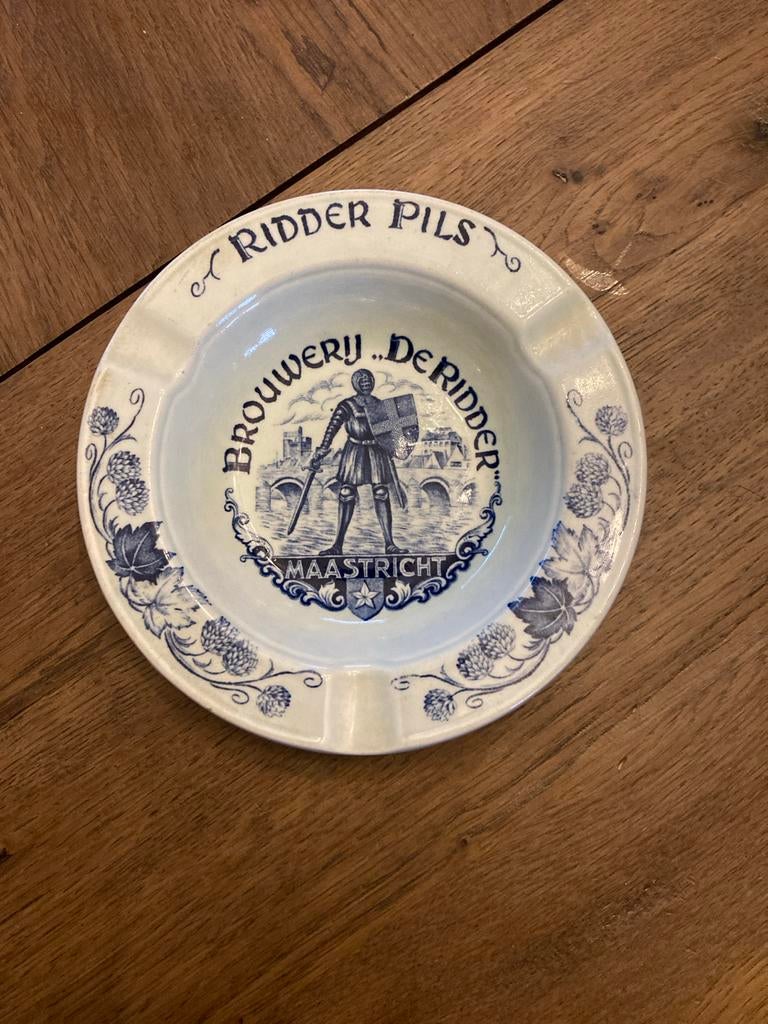 RIDDER PILS
BROUWERIJ „DE RIDDER”
MAASTRICHT